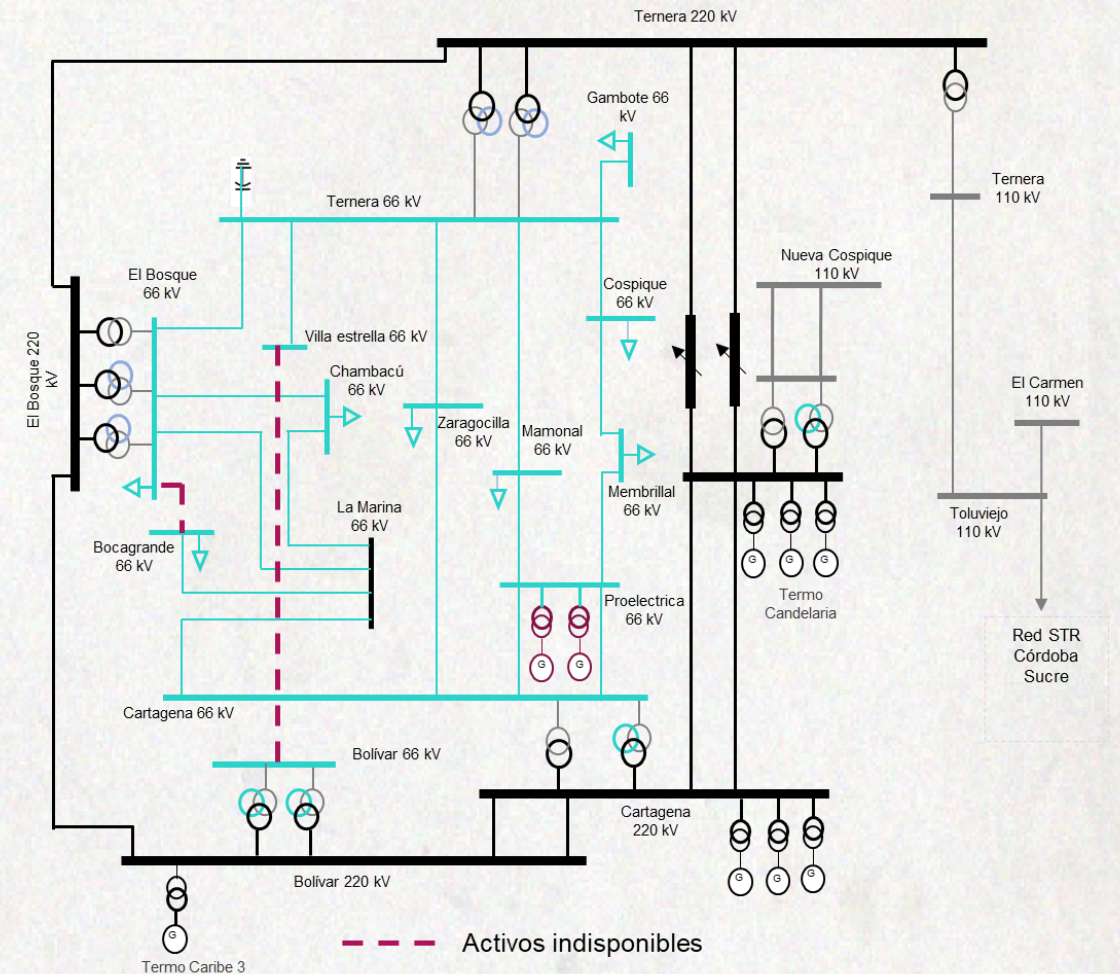 Ternera 220 kV
Gambote 66
kV
Ternera
110 kV
Ternera 66 kV
Nueva Cospique
110 kV
El Bosque
66 kV
Cospique
66 kV
Villa estrella 66 kV
El Bosque 220
kV
Chambacú
66 kV
El Carmen
110 kV
Zaragocilla
66 kV
Mamonal
66 kV
Membrillal
66 kV
La Marina
66 kV
Toluviejo
110 kV
Bocagrande
66 kV
G
G
G
Termo
Candelaria
Proelectrica
66 kV
Red STR
Córdoba
Sucre
G
G
Cartagena 66 kV
Bolívar 66 kV
Cartagena
220 kV
G
G
G
Bolívar 220 kV
G
Termo Caribe 3
Activos indisponibles